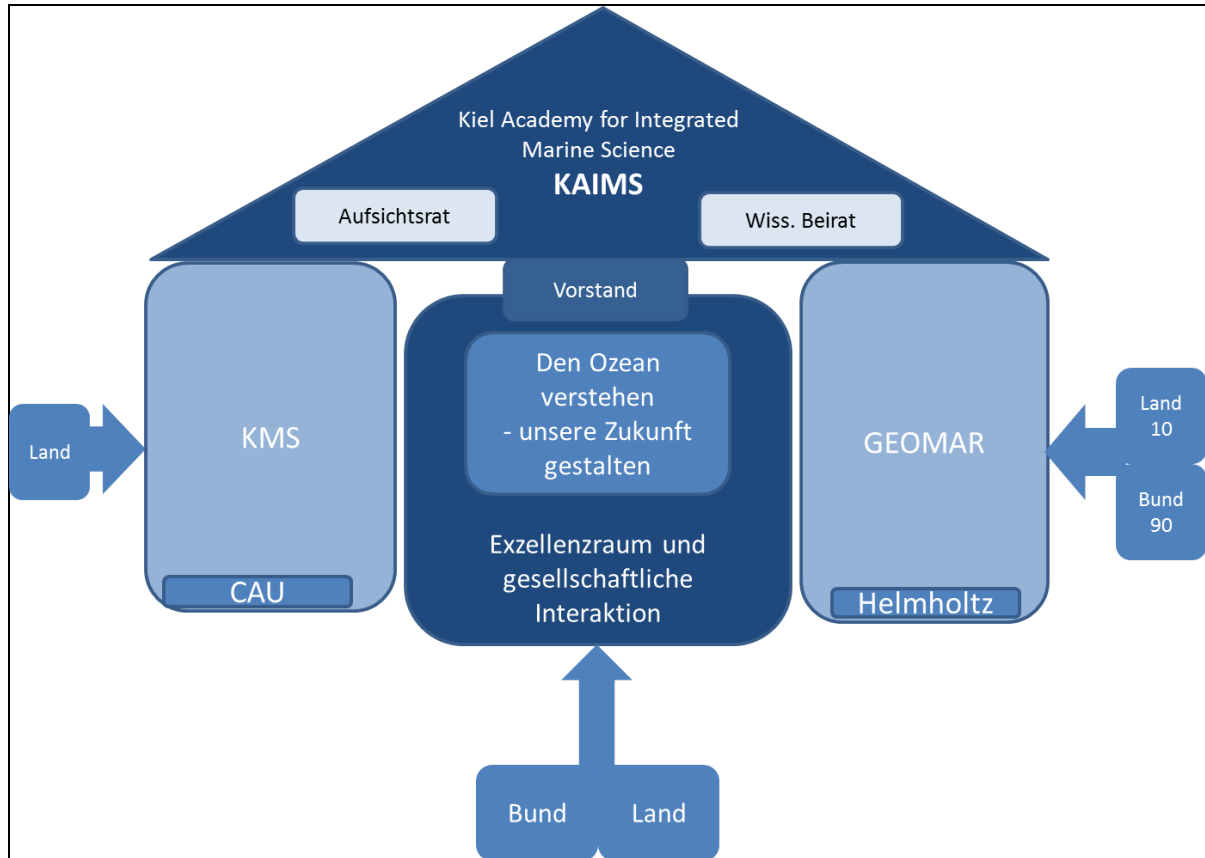 Kiel Academy for Integrated
Marine Science
KAIMS
Aufsichtsrat
Wiss. Beirat
Vorstand
Den Ozean
verstehen
- unsere Zukunft
gestalten
Exzellenzraum und
gesellschaftliche
Interaktion
Land
KMS
CAU
GEOMAR
Helmholtz
Land
10
Bund
90
Bund
Land